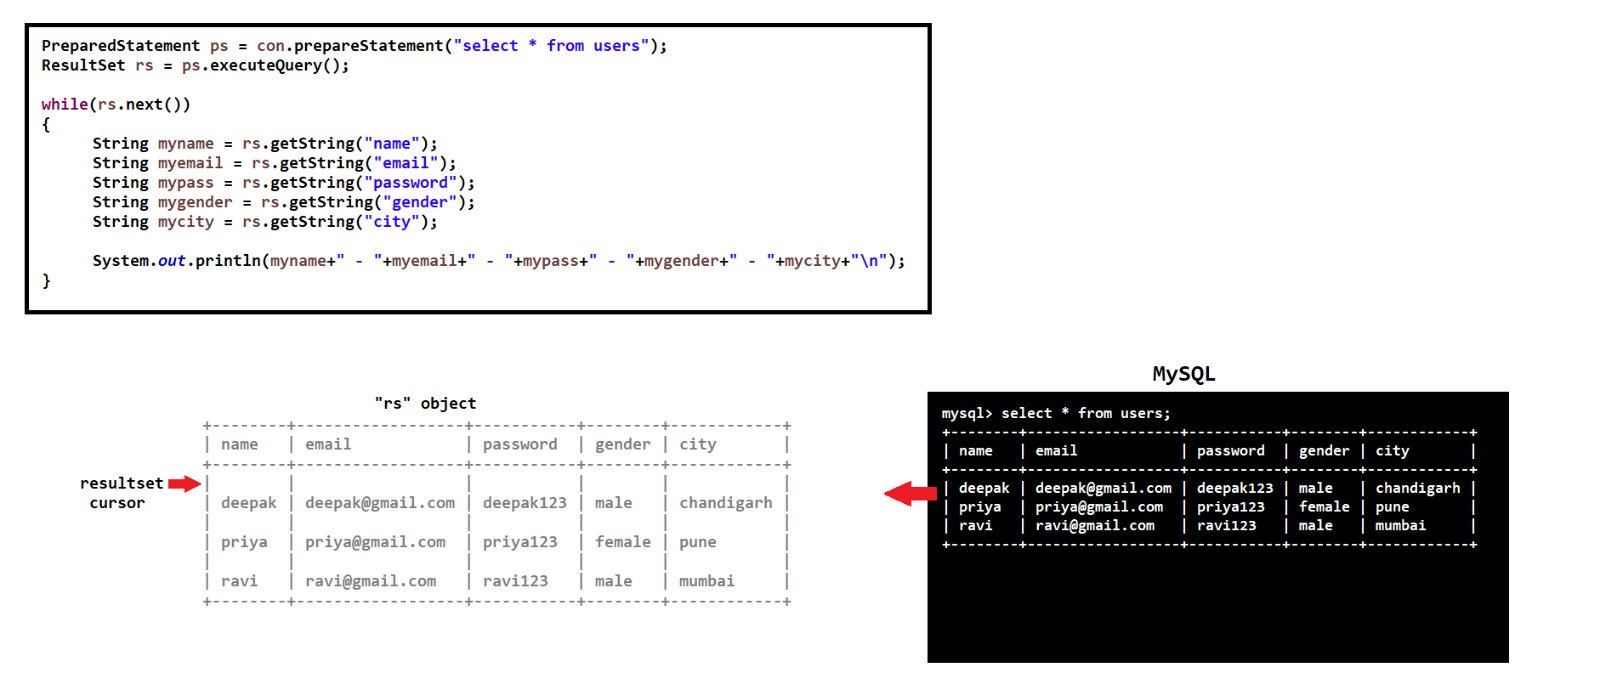 PreparedStatement ps = con.prepareStatement("select * from users");
ResultSet rs = ps.executeQuery();
while(rs.next())
{
String myname = rs.getString("name");
String myemail = rs.getString("email");
String mypass = rs.getString("password");
String mygender = rs.getString("gender");
String mycity = rs.getString("city");
System.out.println(myname+" - "+myemail+" - "+mypass+" - "+mygender+" - "+mycity+"\n");
}
"rs" object
+--------+------------------+-----------+--------+------------+
| name | email | password | gender | city |
+--------+------------------+-----------+--------+------------+
resultset
cursor
| deepak | deepak@gmail.com | deepak123 | male | chandigarh |
| priya | priya@gmail.com | priya123 | female | pune |
| ravi | ravi@gmail.com | ravi123 | male | mumbai |
+--------+------------------+-----------+--------+------------+
MySQL
mysql> select * from users;
+--------+------------------+-----------+--------+------------+
| name | email | password | gender | city |
+--------+------------------+-----------+--------+------------+
| deepak | deepak@gmail.com | deepak123 | male | chandigarh |
| priya | priya@gmail.com | priya123 | female | pune |
| ravi | ravi@gmail.com | ravi123 | male | mumbai |
+--------+------------------+-----------+--------+------------+